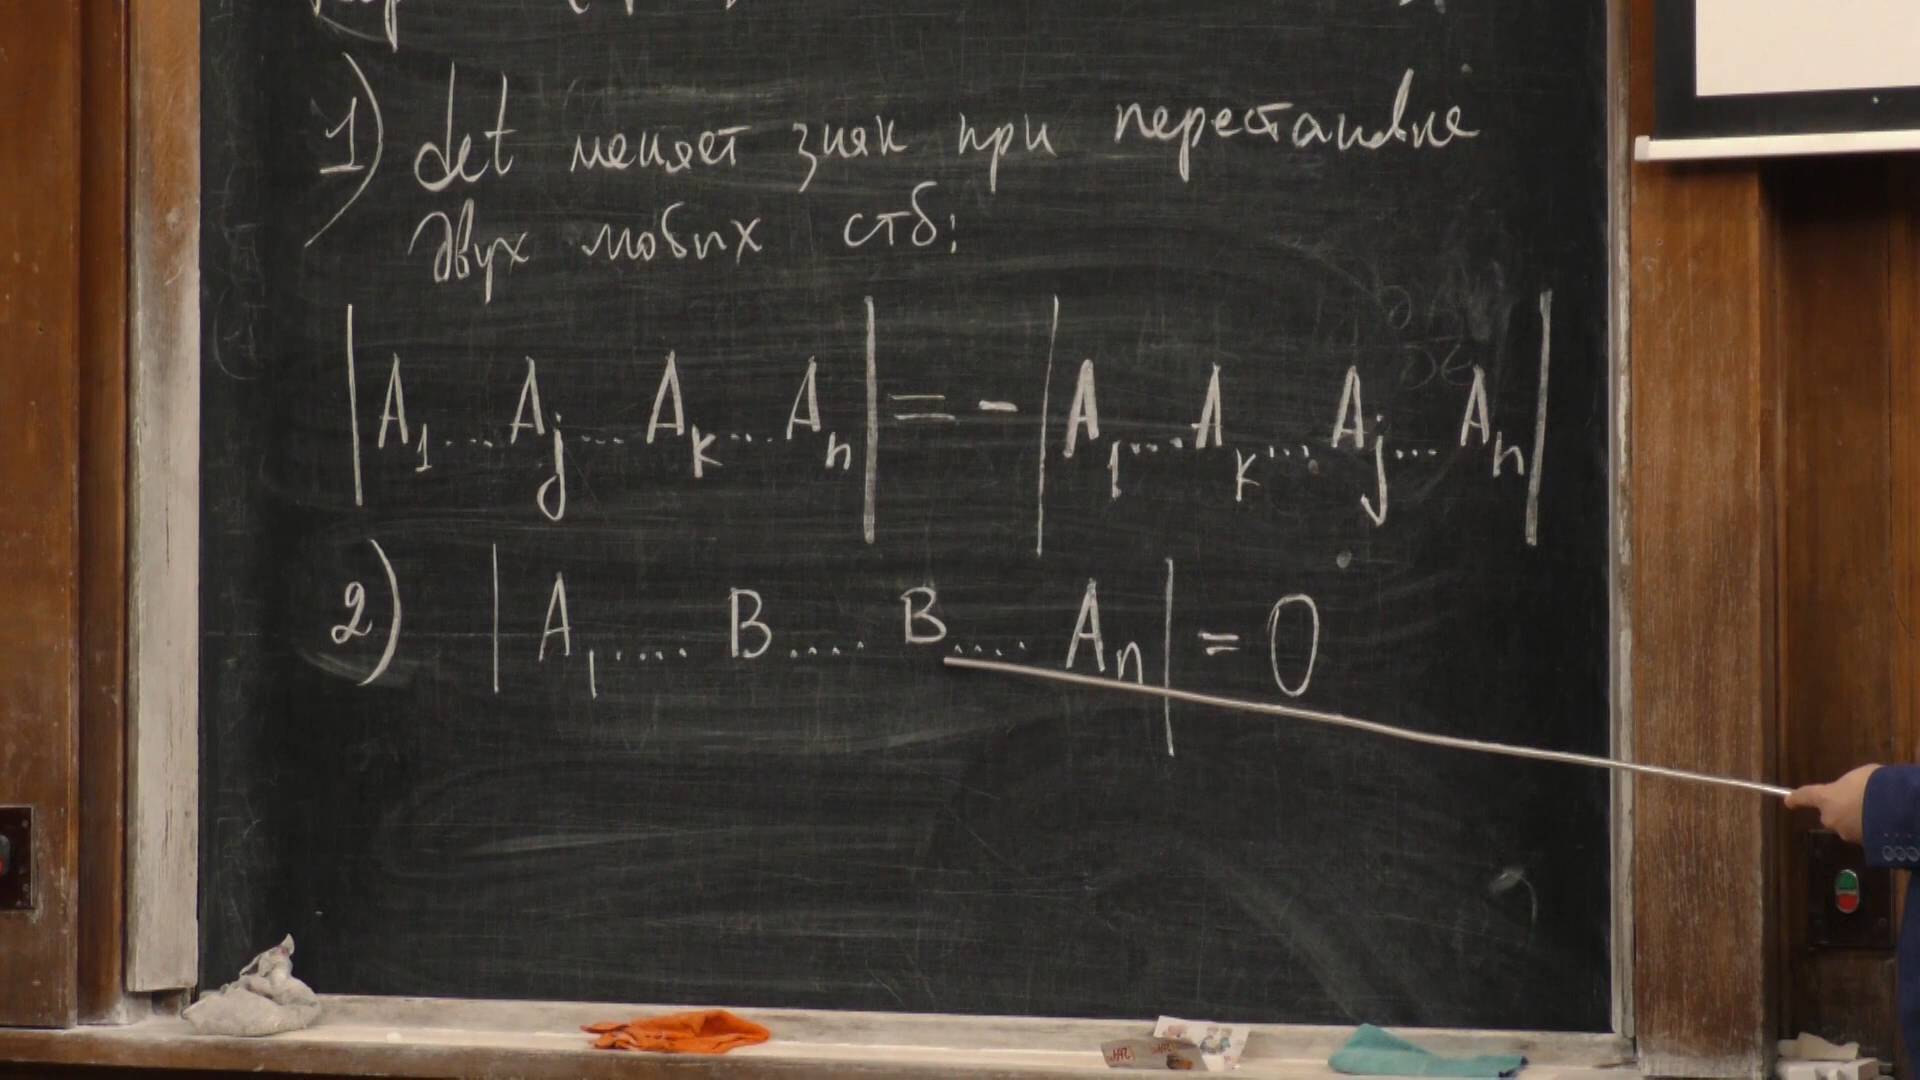 1) det меняет знак при перестановке
двух любых стб:
|A₁...Aⱼ...Aₖ...Aₙ| = - |A₁....Aₖ...Aⱼ...Aₙ|
2) |A₁..... B.... B.... Aₙ| = 0